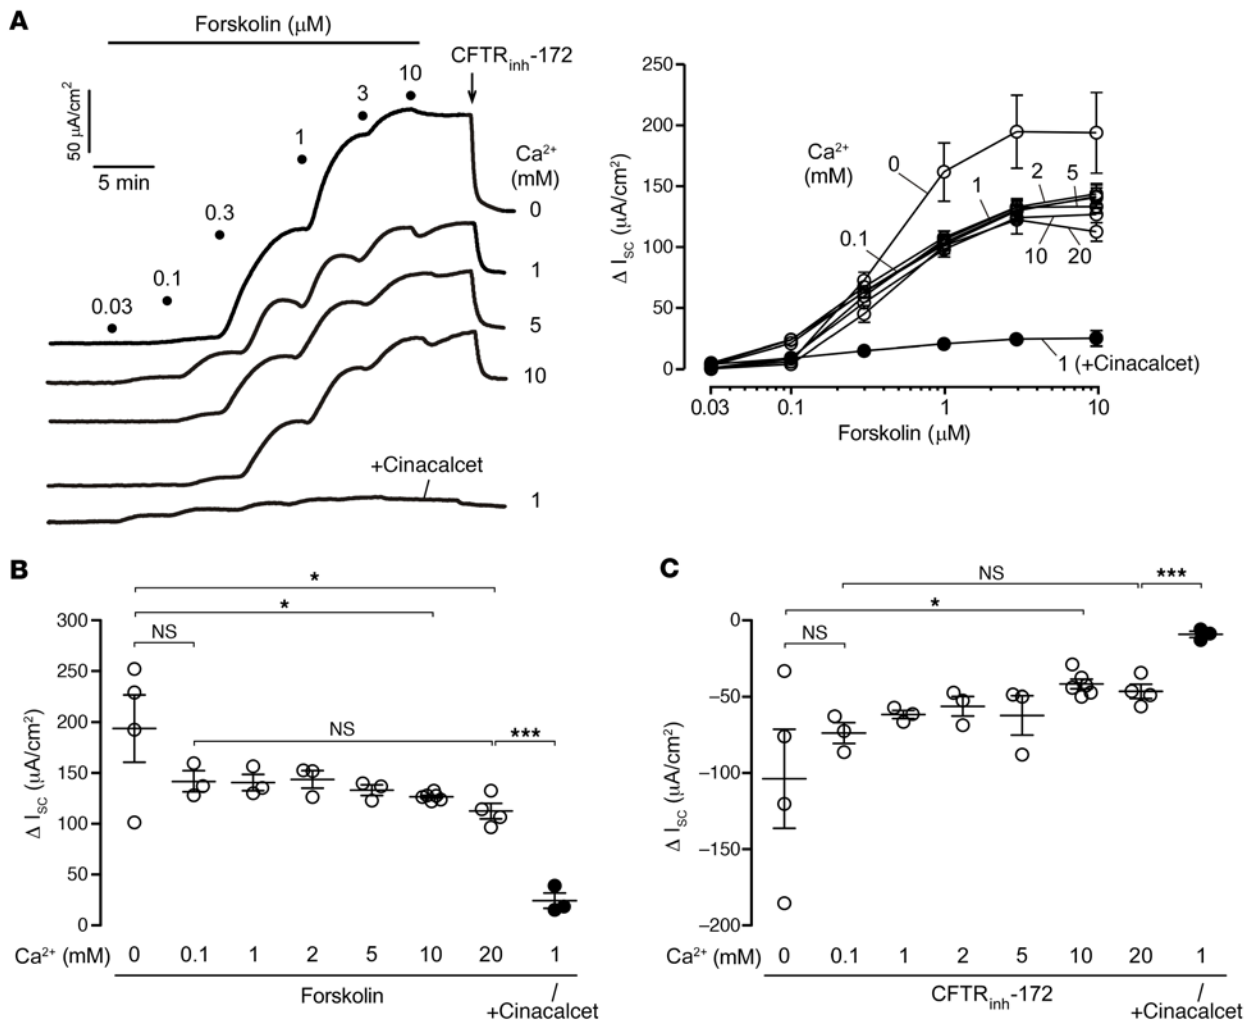 A
Forskolin (μM)
CFTRinh-172
50 μA/cm2
5 min
0.03
0.1
0.3
1
3
10
Ca2+
(mM)
0
1
5
10
+Cinacalcet
1
Δ ISC (μA/cm2)
250
200
150
100
50
0
Ca2+
(mM)
0
0.1
1
2
5
10
20
1 (+Cinacalcet)
0.03
0.1
1
10
Forskolin (μM)
B
*
*
NS
NS
***
Δ ISC (μA/cm2)
300
250
200
150
100
50
0
Ca2+ (mM) 0 0.1 1 2 5 10 20 1
Forskolin
+Cinacalcet
C
NS
***
*
NS
Δ ISC (μA/cm2)
0
−50
−100
−150
−200
Ca2+ (mM) 0 0.1 1 2 5 10 20 1
CFTRinh-172
+Cinacalcet